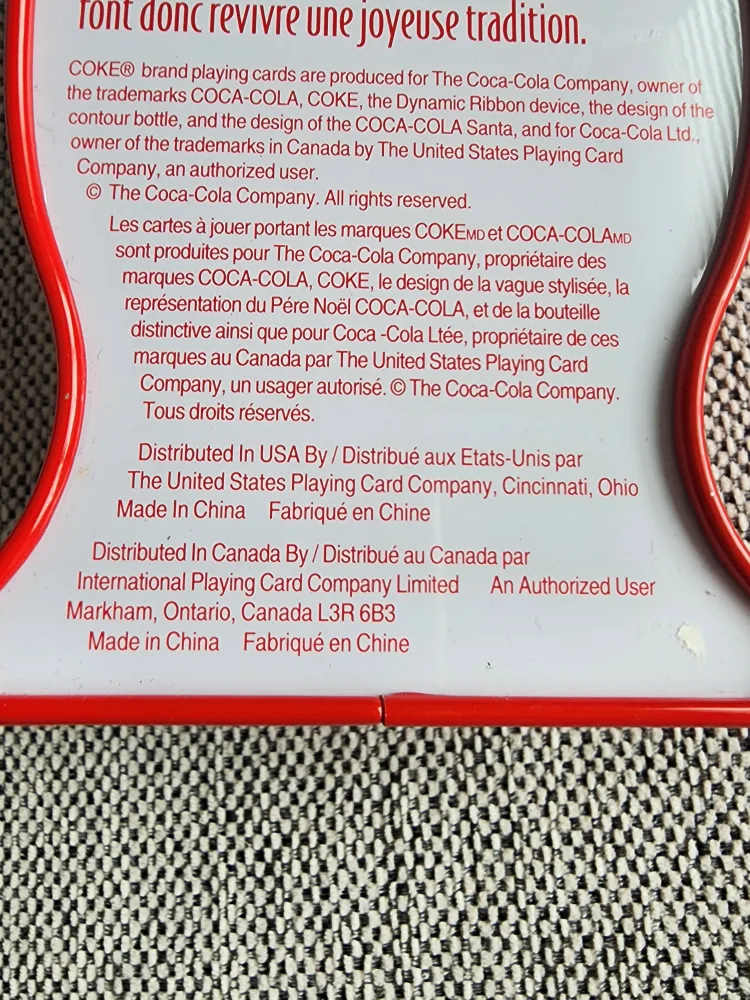 font donc revivre une joyeuse tradition.
COKE® brand playing cards are produced for The Coca-Cola Company, owner of
the trademarks COCA-COLA, COKE, the Dynamic Ribbon device, the design of the
contour bottle, and the design of the COCA-COLA Santa, and for Coca-Cola Ltd.,
owner of the trademarks in Canada by The United States Playing Card
Company, an authorized user.
© The Coca-Cola Company. All rights reserved.
Les cartes à jouer portant les marques COKEMD et COCA-COLAMD
sont produites pour The Coca-Cola Company, propriétaire des
marques COCA-COLA, COKE, le design de la vague stylisée, la
représentation du Pére Noël COCA-COLA, et de la bouteille
distinctive ainsi que pour Coca -Cola Ltée, propriétaire de ces
marques au Canada par The United States Playing Card
Company, un usager autorisé. © The Coca-Cola Company.
Tous droits réservés.
Distributed In USA By / Distribué aux Etats-Unis par
The United States Playing Card Company, Cincinnati, Ohio
Made In China Fabriqué en Chine
Distributed In Canada By / Distribué au Canada par
International Playing Card Company Limited An Authorized User
Markham, Ontario, Canada L3R 6B3
Made in China Fabriqué en Chine